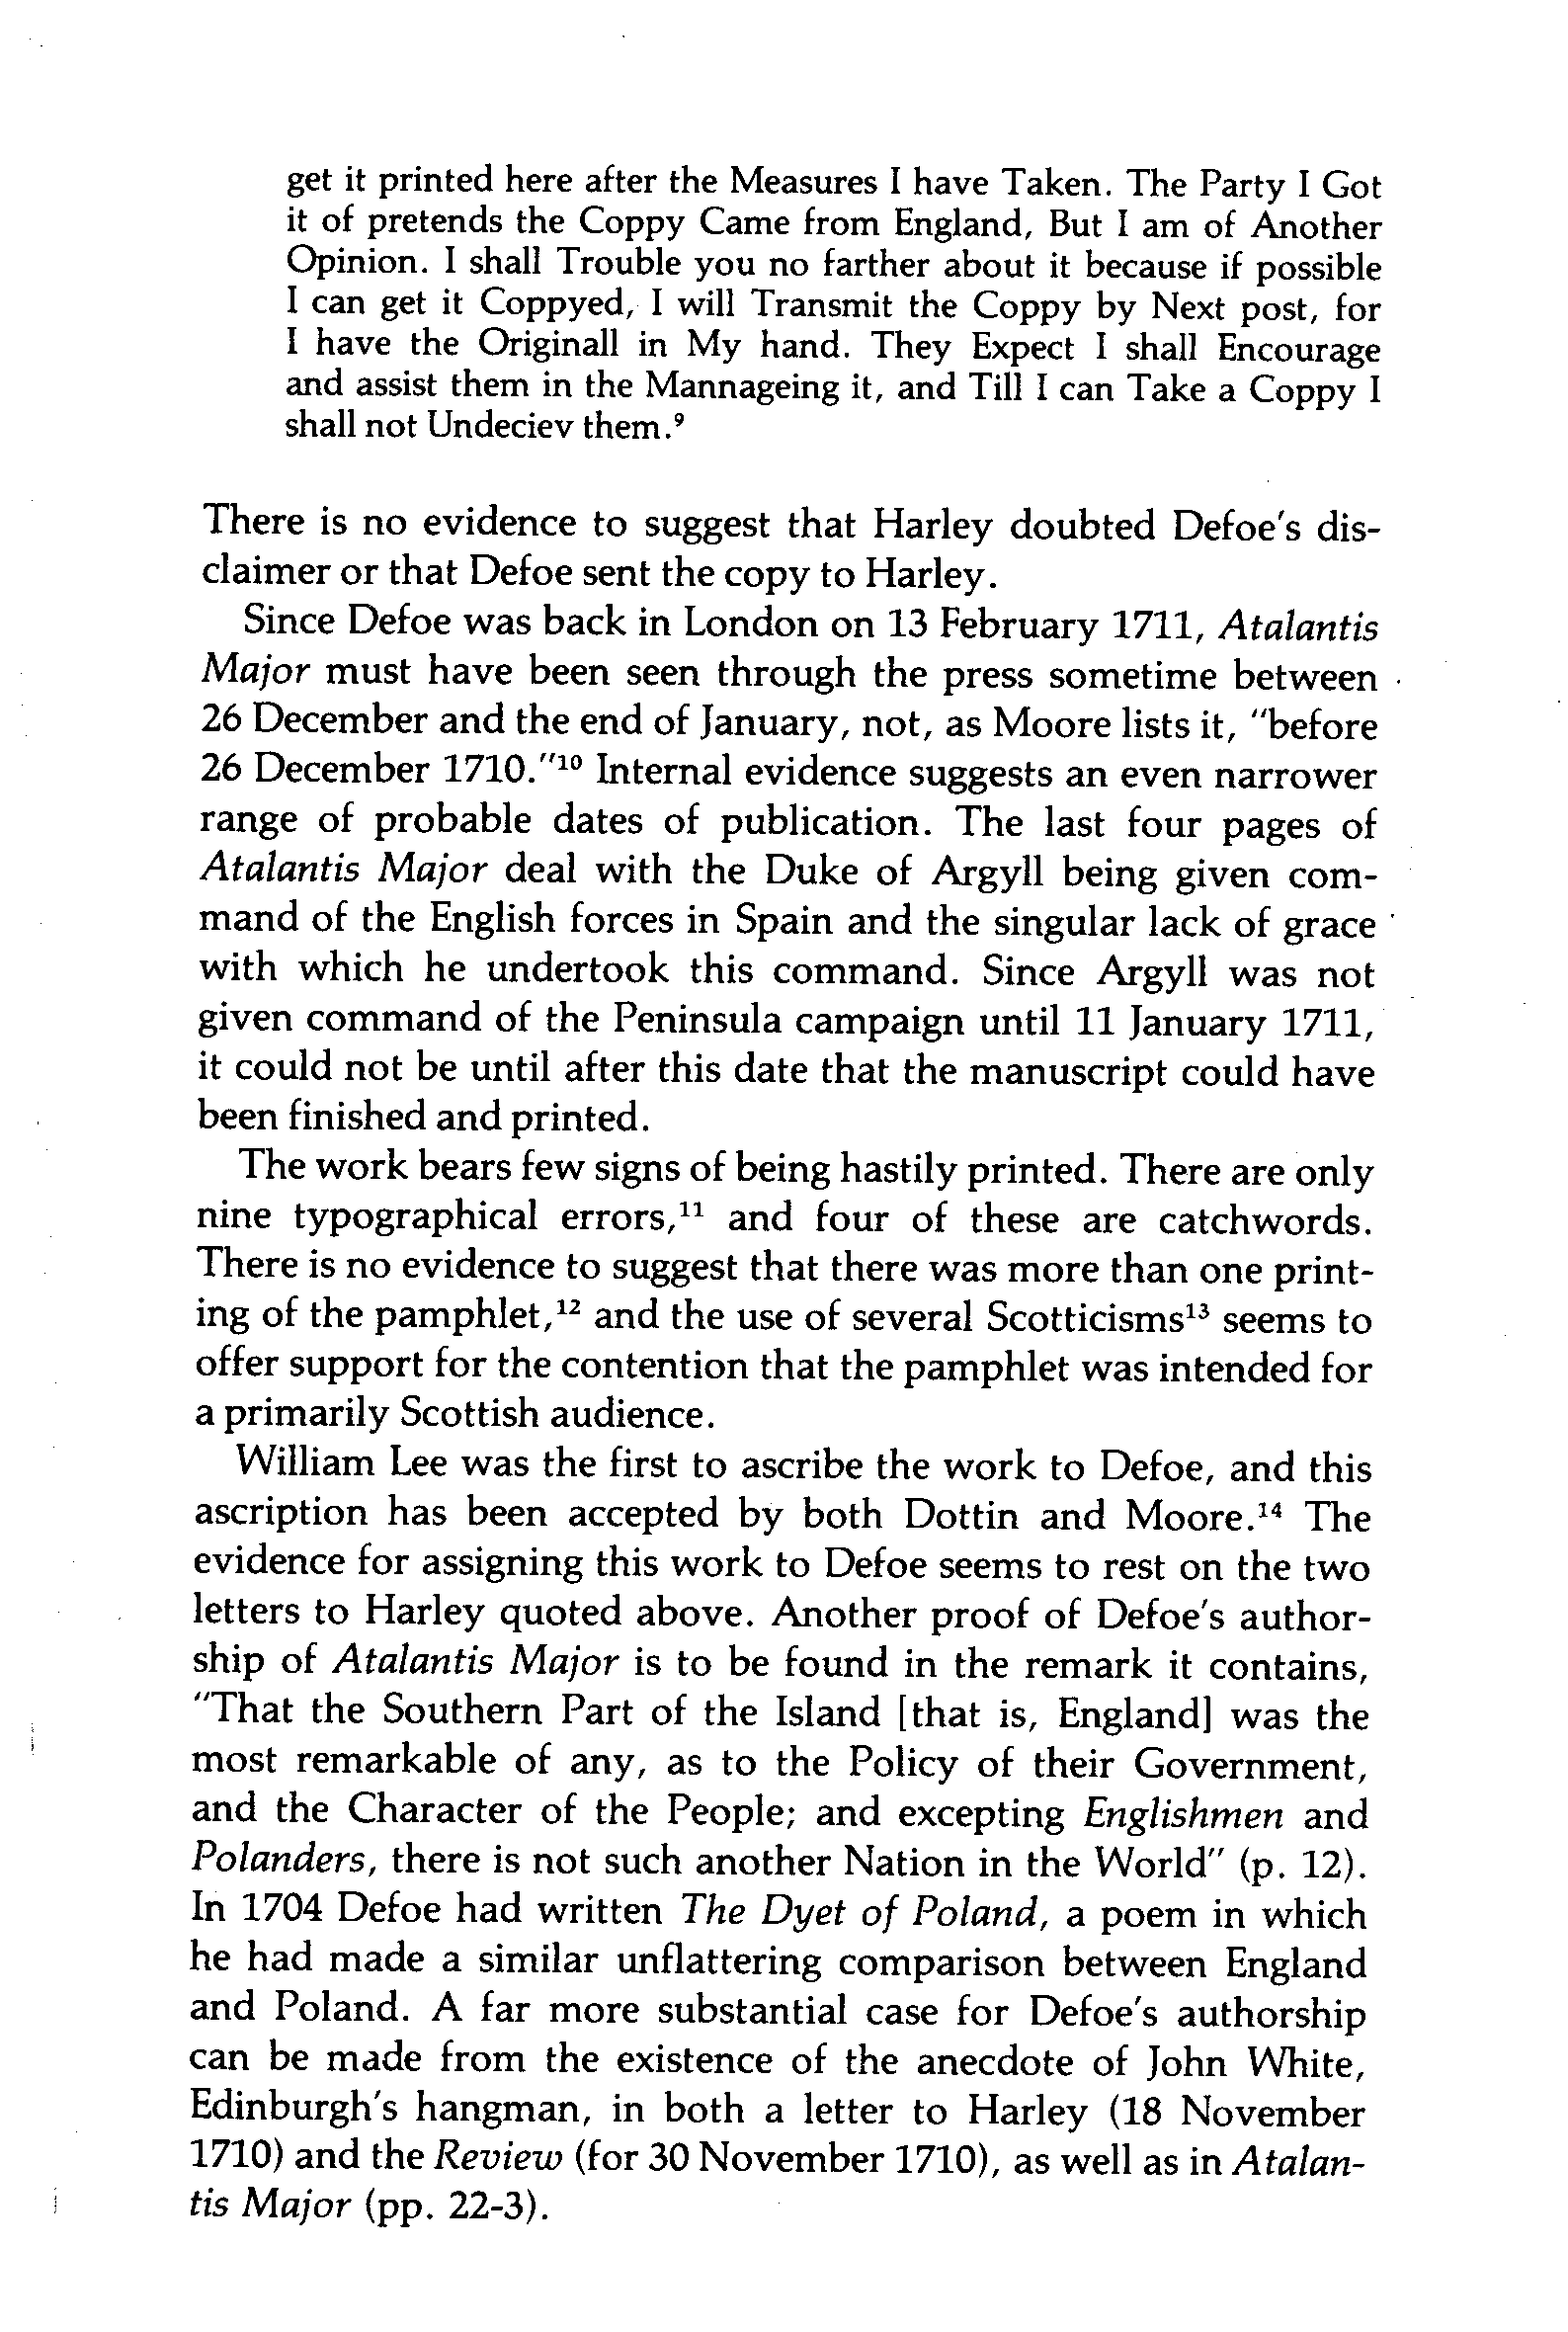 get it printed here after the Measures I have Taken. The Party I Got
it of pretends the Coppy Came from England, But I am of Another
Opinion. I shall Trouble you no farther about it because if possible
I can get it Coppyed, I will Transmit the Coppy by Next post, for
I have the Originall in My hand. They Expect I shall Encourage
and assist them in the Mannageing it, and Till I can Take a Coppy I
shall not Undeciev them.⁹
There is no evidence to suggest that Harley doubted Defoe's dis-
claimer or that Defoe sent the copy to Harley.
Since Defoe was back in London on 13 February 1711, Atalantis
Major must have been seen through the press sometime between
26 December and the end of January, not, as Moore lists it, "before
26 December 1710."¹⁰ Internal evidence suggests an even narrower
range of probable dates of publication. The last four pages of
Atalantis Major deal with the Duke of Argyll being given com-
mand of the English forces in Spain and the singular lack of grace
with which he undertook this command. Since Argyll was not
given command of the Peninsula campaign until 11 January 1711,
it could not be until after this date that the manuscript could have
been finished and printed.
The work bears few signs of being hastily printed. There are only
nine typographical errors,¹¹ and four of these are catchwords.
There is no evidence to suggest that there was more than one print-
ing of the pamphlet,¹² and the use of several Scotticisms¹³ seems to
offer support for the contention that the pamphlet was intended for
a primarily Scottish audience.
William Lee was the first to ascribe the work to Defoe, and this
ascription has been accepted by both Dottin and Moore.¹⁴ The
evidence for assigning this work to Defoe seems to rest on the two
letters to Harley quoted above. Another proof of Defoe's author-
ship of Atalantis Major is to be found in the remark it contains,
"That the Southern Part of the Island [that is, England] was the
most remarkable of any, as to the Policy of their Government,
and the Character of the People; and excepting Englishmen and
Polanders, there is not such another Nation in the World" (p. 12).
In 1704 Defoe had written The Dyet of Poland, a poem in which
he had made a similar unflattering comparison between England
and Poland. A far more substantial case for Defoe's authorship
can be made from the existence of the anecdote of John White,
Edinburgh's hangman, in both a letter to Harley (18 November
1710) and the Review (for 30 November 1710), as well as in Atalan-
tis Major (pp. 22-3).